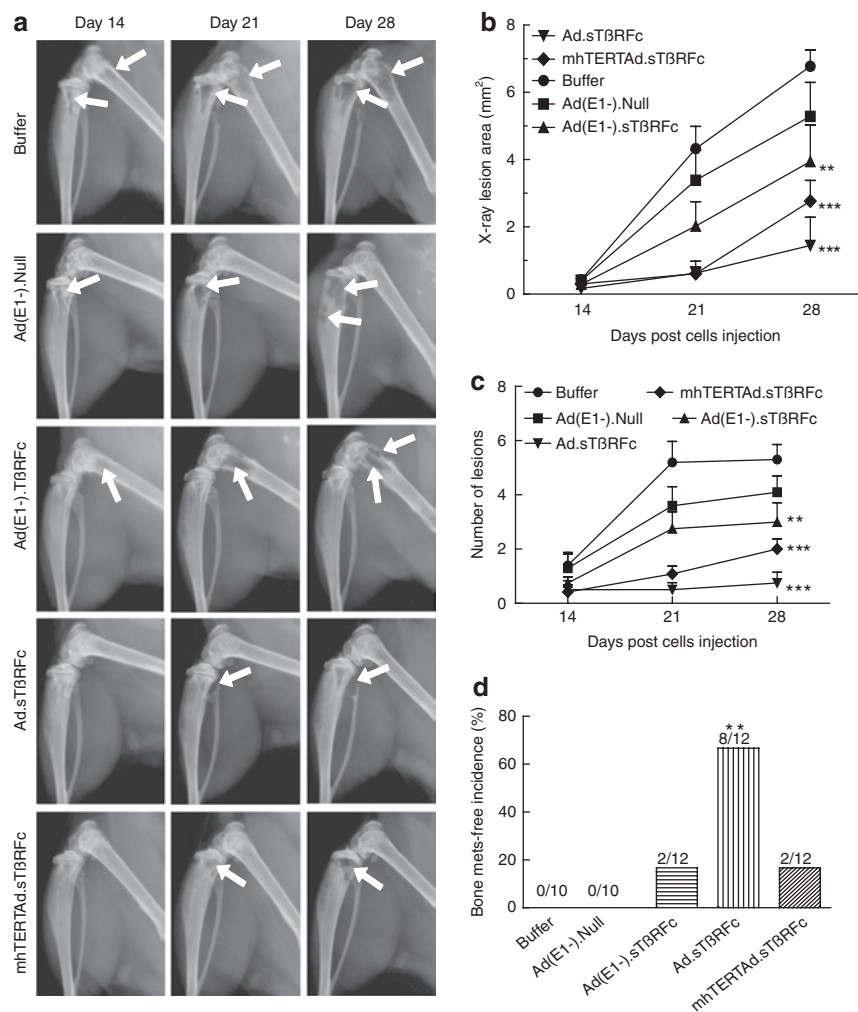 a
Day 14 Day 21 Day 28
Buffer
Ad(E1-).Null
Ad(E1-).TßRFc
Ad.sTßRFc
mhTERTAd.sTßRFc
b
Ad.sTßRFc
mhTERTAd.sTßRFc
Buffer
Ad(E1-).Null
Ad(E1-).sTßRFc
X-ray lesion area (mm²)
8
6
4
2
0
**
***
***
14 21 28
Days post cells injection
c
Buffer mhTERTAd.sTßRFc
Ad(E1-).Null Ad(E1-).sTßRFc
Ad.sTßRFc
Number of lesions
8
6
4
2
0
**
***
***
14 21 28
Days post cells injection
d
Bone mets-free incidence (%)
80
60
40
20
0
**
0/10 0/10 2/12 8/12 2/12
Buffer
Ad(E1-).Null
Ad(E1-).sTßRFc
Ad.sTßRFc
mhTERTAd.sTßRFc